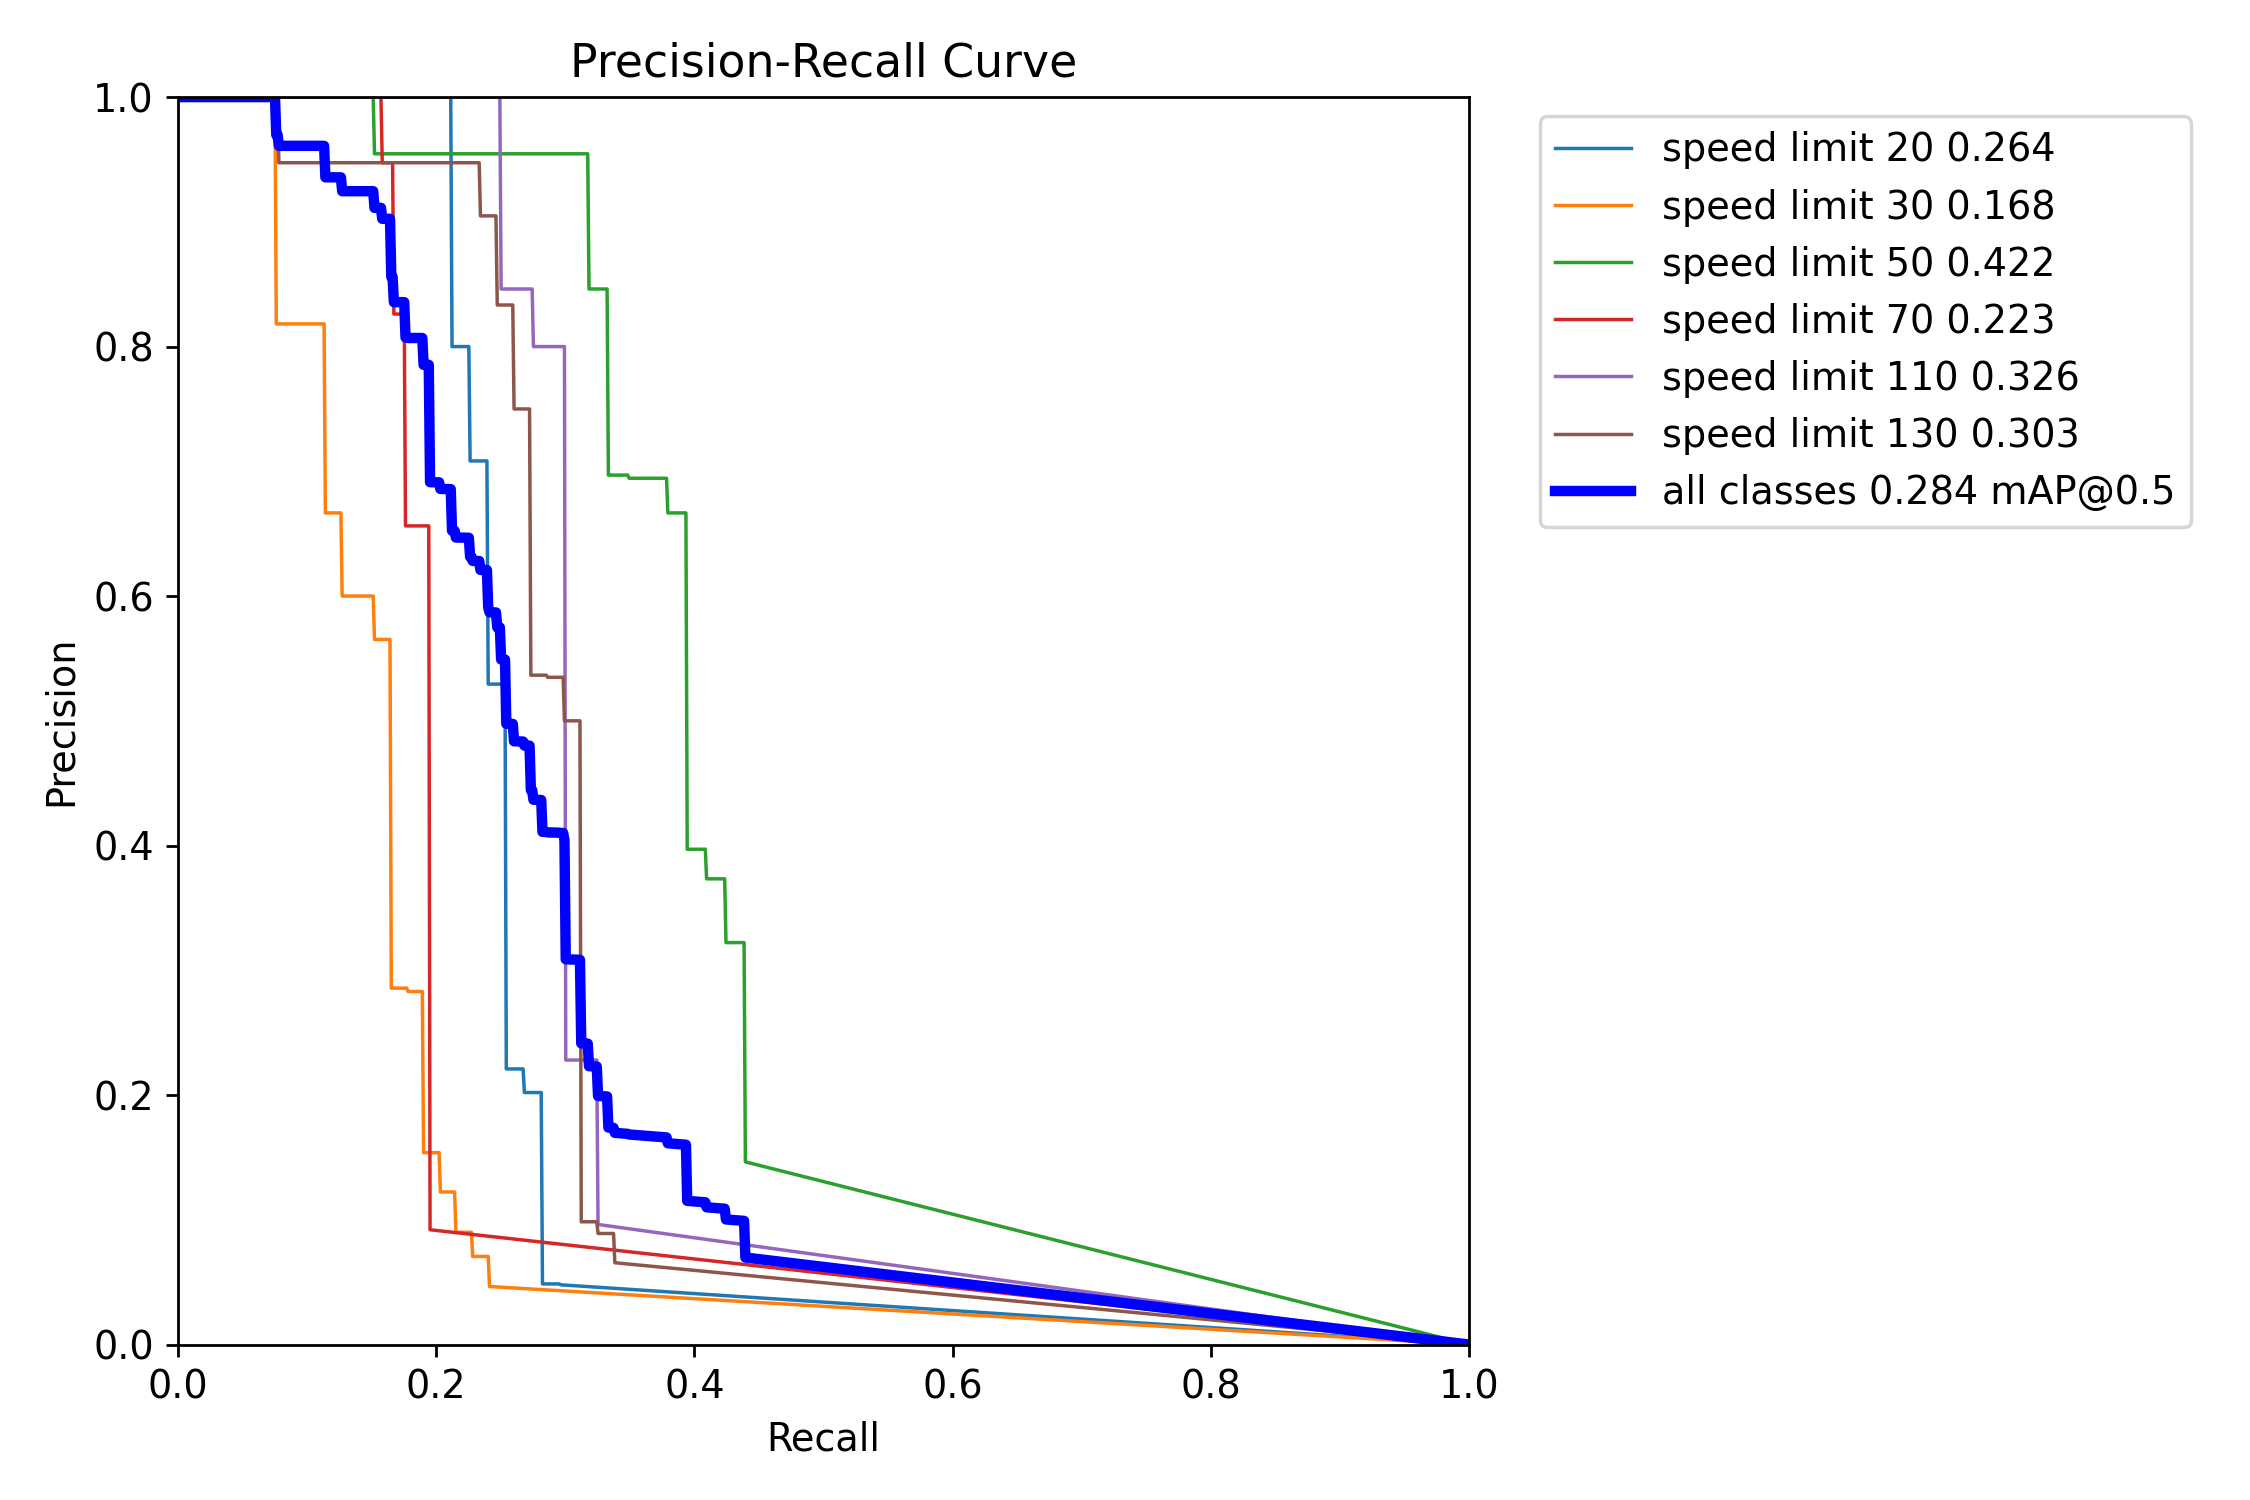 Precision-Recall Curve
1.0
0.8
0.6
0.4
0.2
0.0
Precision
0.0 0.2 0.4 0.6 0.8 1.0
Recall
speed limit 20 0.264
speed limit 30 0.168
speed limit 50 0.422
speed limit 70 0.223
speed limit 110 0.326
speed limit 130 0.303
all classes 0.284 mAP@0.5